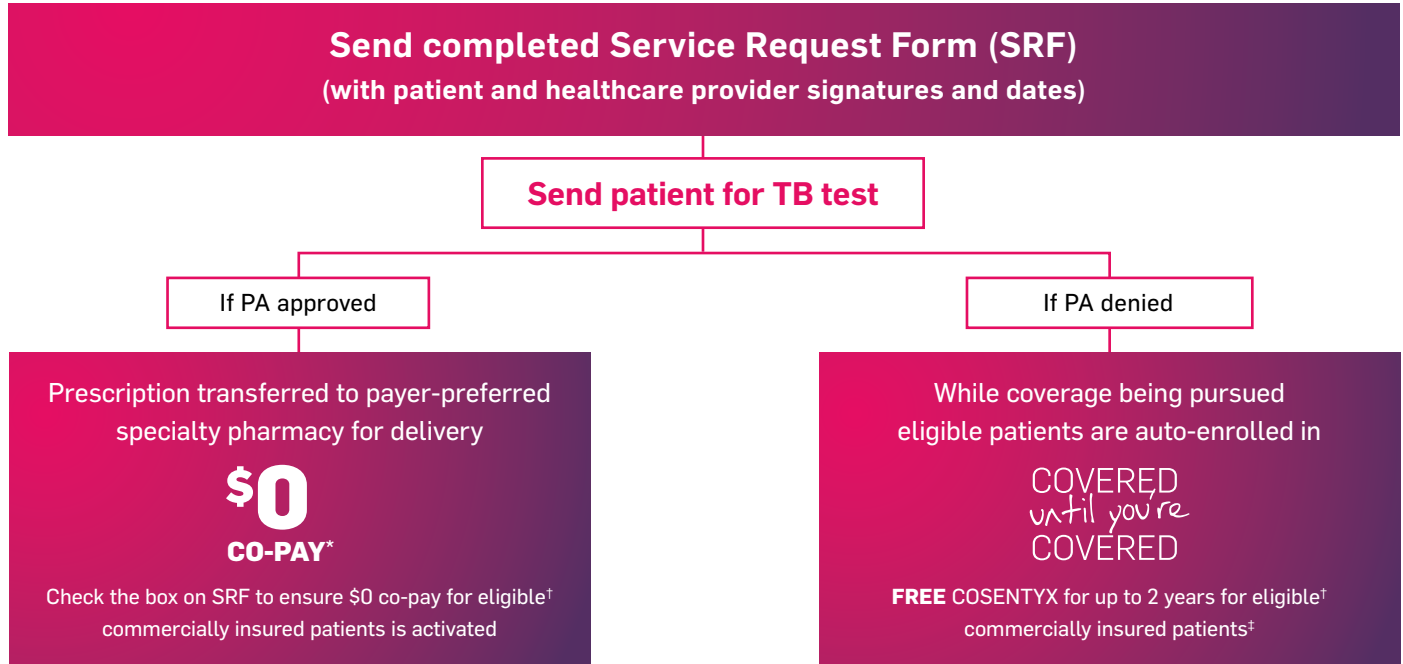 Send completed Service Request Form (SRF)
(with patient and healthcare provider signatures and dates)
Send patient for TB test
If PA approved
Prescription transferred to payer-preferred
specialty pharmacy for delivery
$0
CO-PAY*
Check the box on SRF to ensure $0 co-pay for eligible†
commercially insured patients is activated
If PA denied
While coverage being pursued
eligible patients are auto-enrolled in
COVERED
until you're
COVERED
FREE COSENTYX for up to 2 years for eligible†
commercially insured patients‡